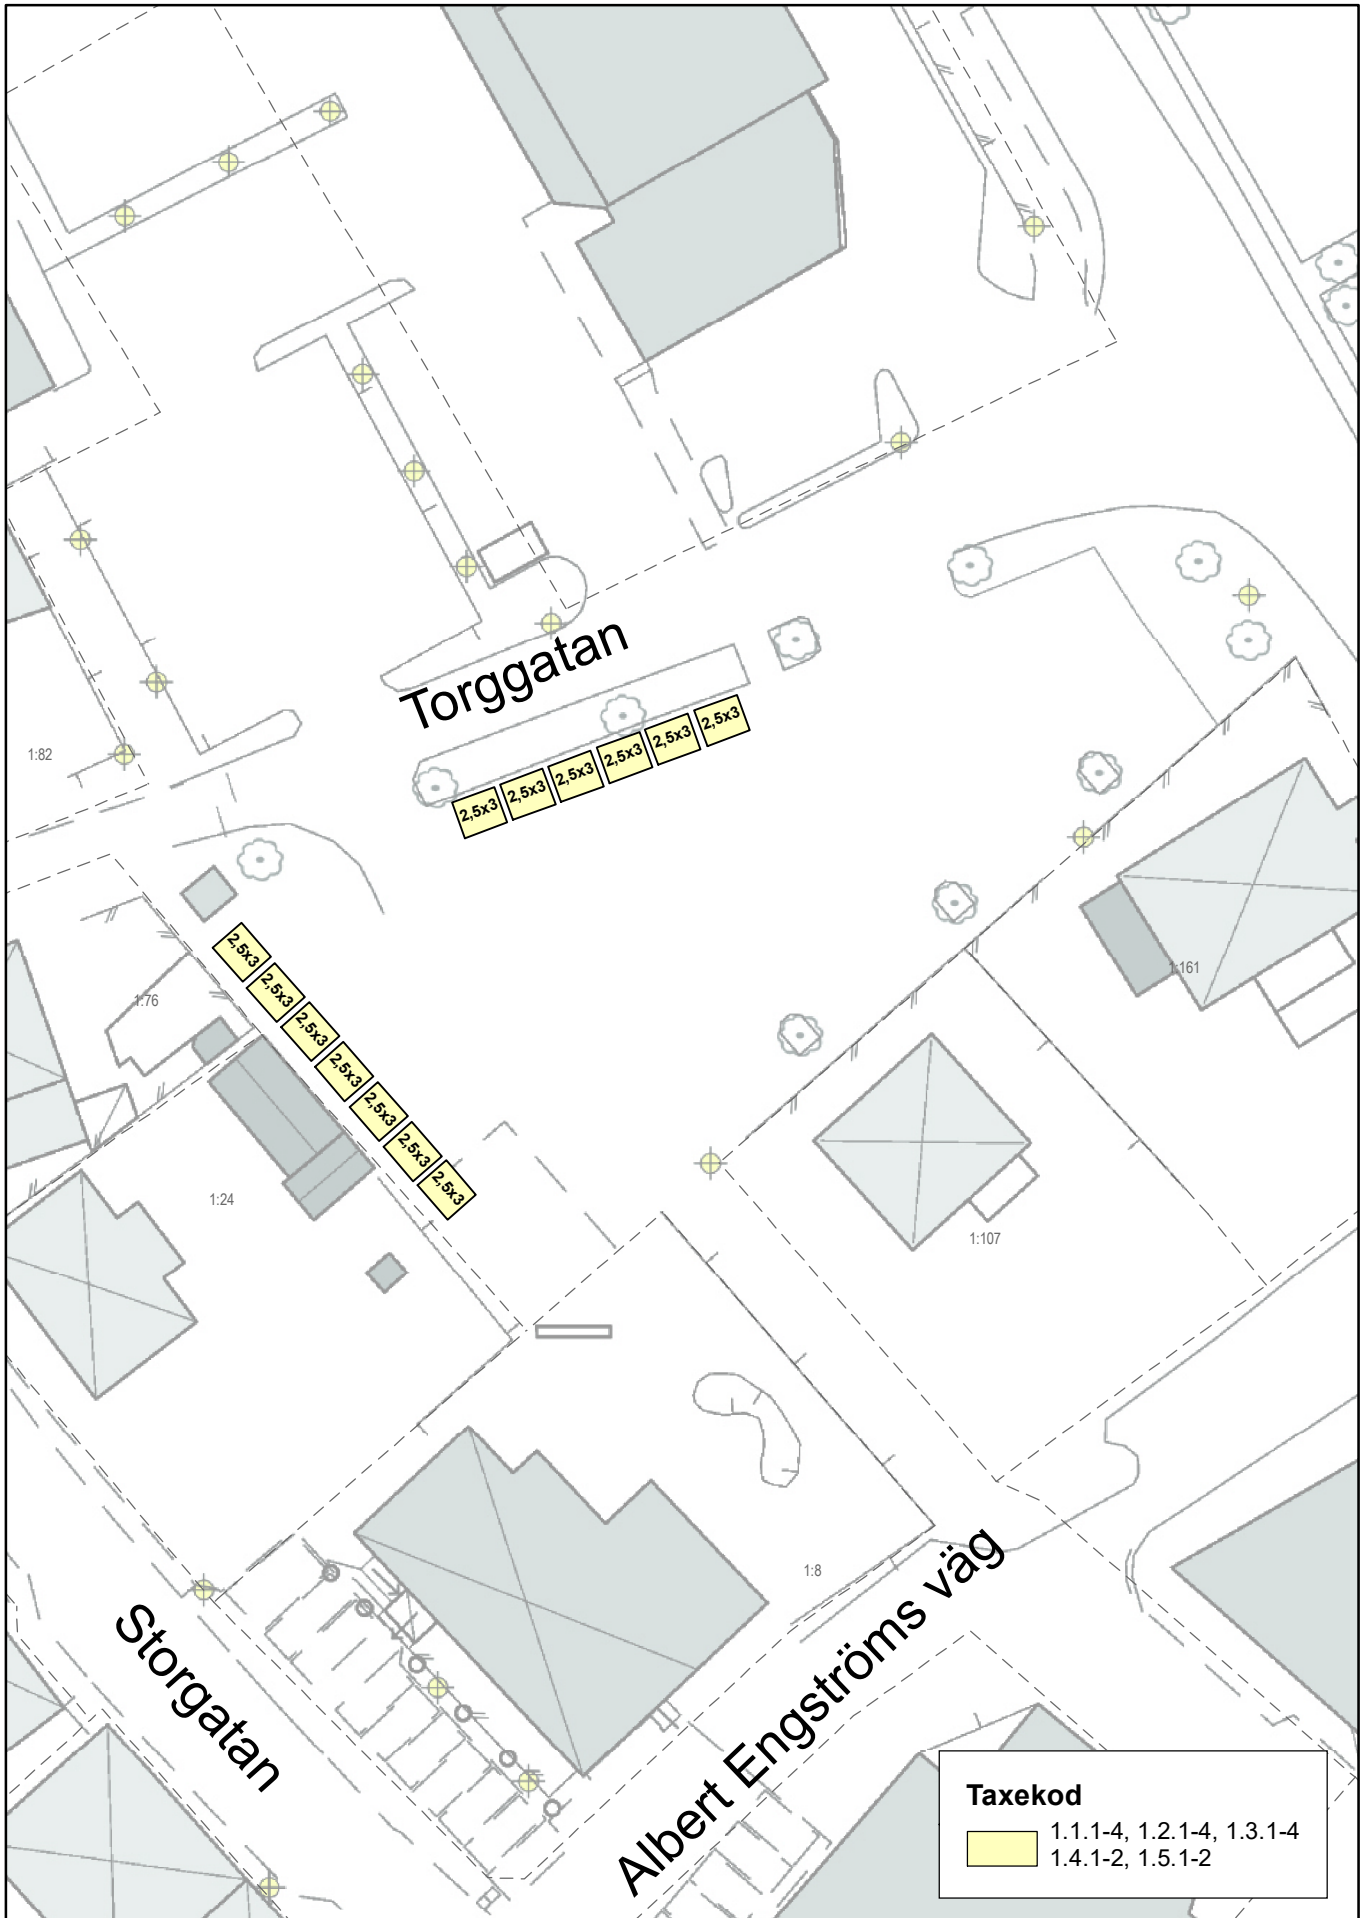 Torggatan
2,5x3
2,5x3
2,5x3
2,5x3
2,5x3
2,5x3
1:82
2,5x3
2,5x3
2,5x3
2,5x3
2,5x3
2,5x3
2,5x3
1:76
1:161
1:24
1:107
1:8
Storgatan
Albert Engströms väg
Taxekod
1.1.1-4, 1.2.1-4, 1.3.1-4
1.4.1-2, 1.5.1-2